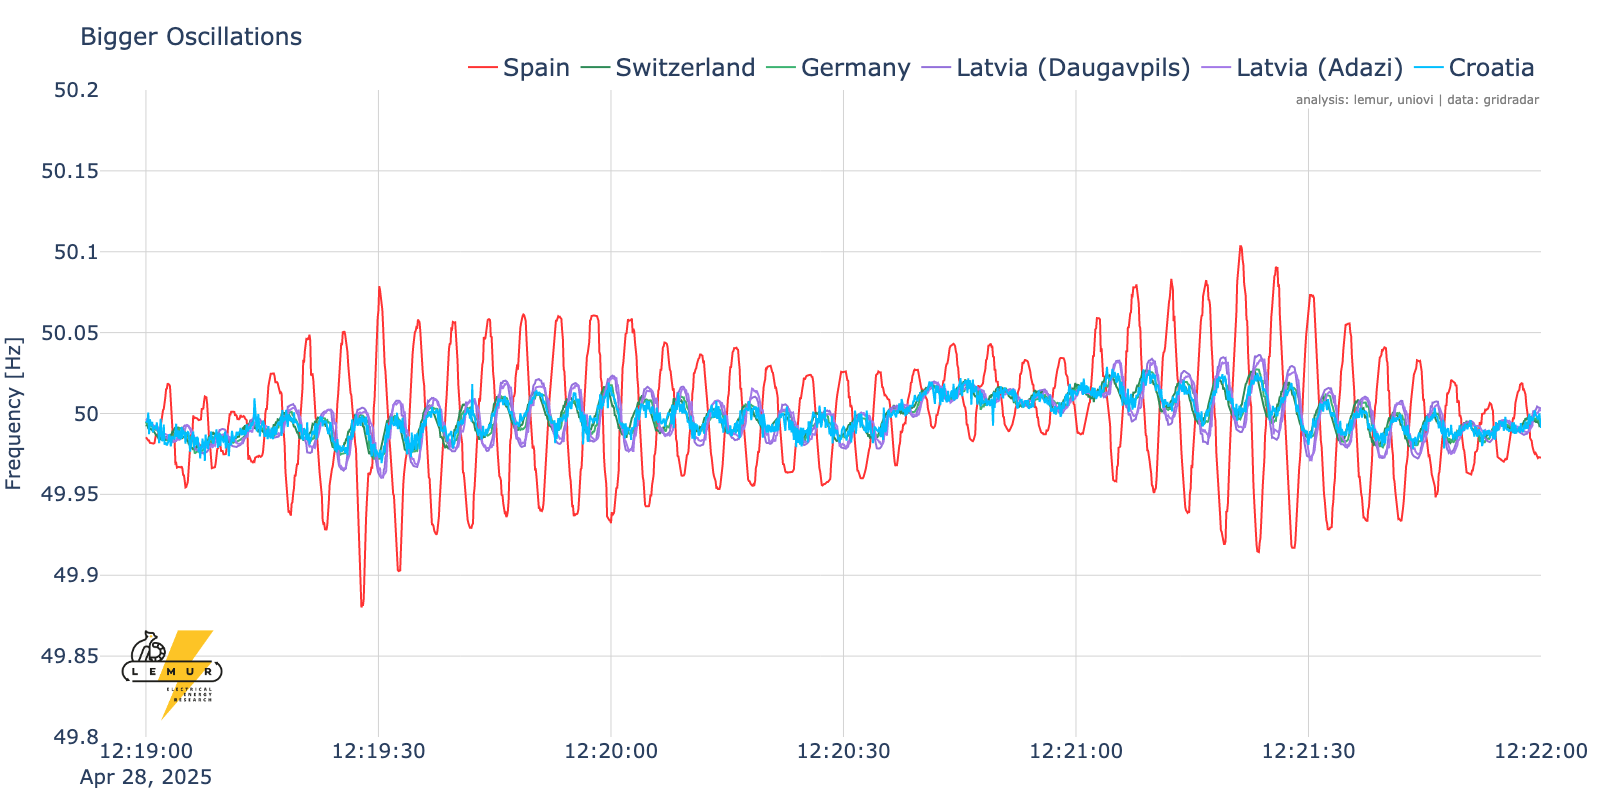 Bigger Oscillations
Spain Switzerland Germany Latvia (Daugavpils) Latvia (Adazi) Croatia
analysis: lemur, uniovi | data: gridradar
50.2
50.15
50.1
50.05
50
49.95
49.9
49.85
49.8
Frequency [Hz]
LEMUR
ELECTRICAL
ENERGY
RESEARCH
12:19:00 12:19:30 12:20:00 12:20:30 12:21:00 12:21:30 12:22:00
Apr 28, 2025